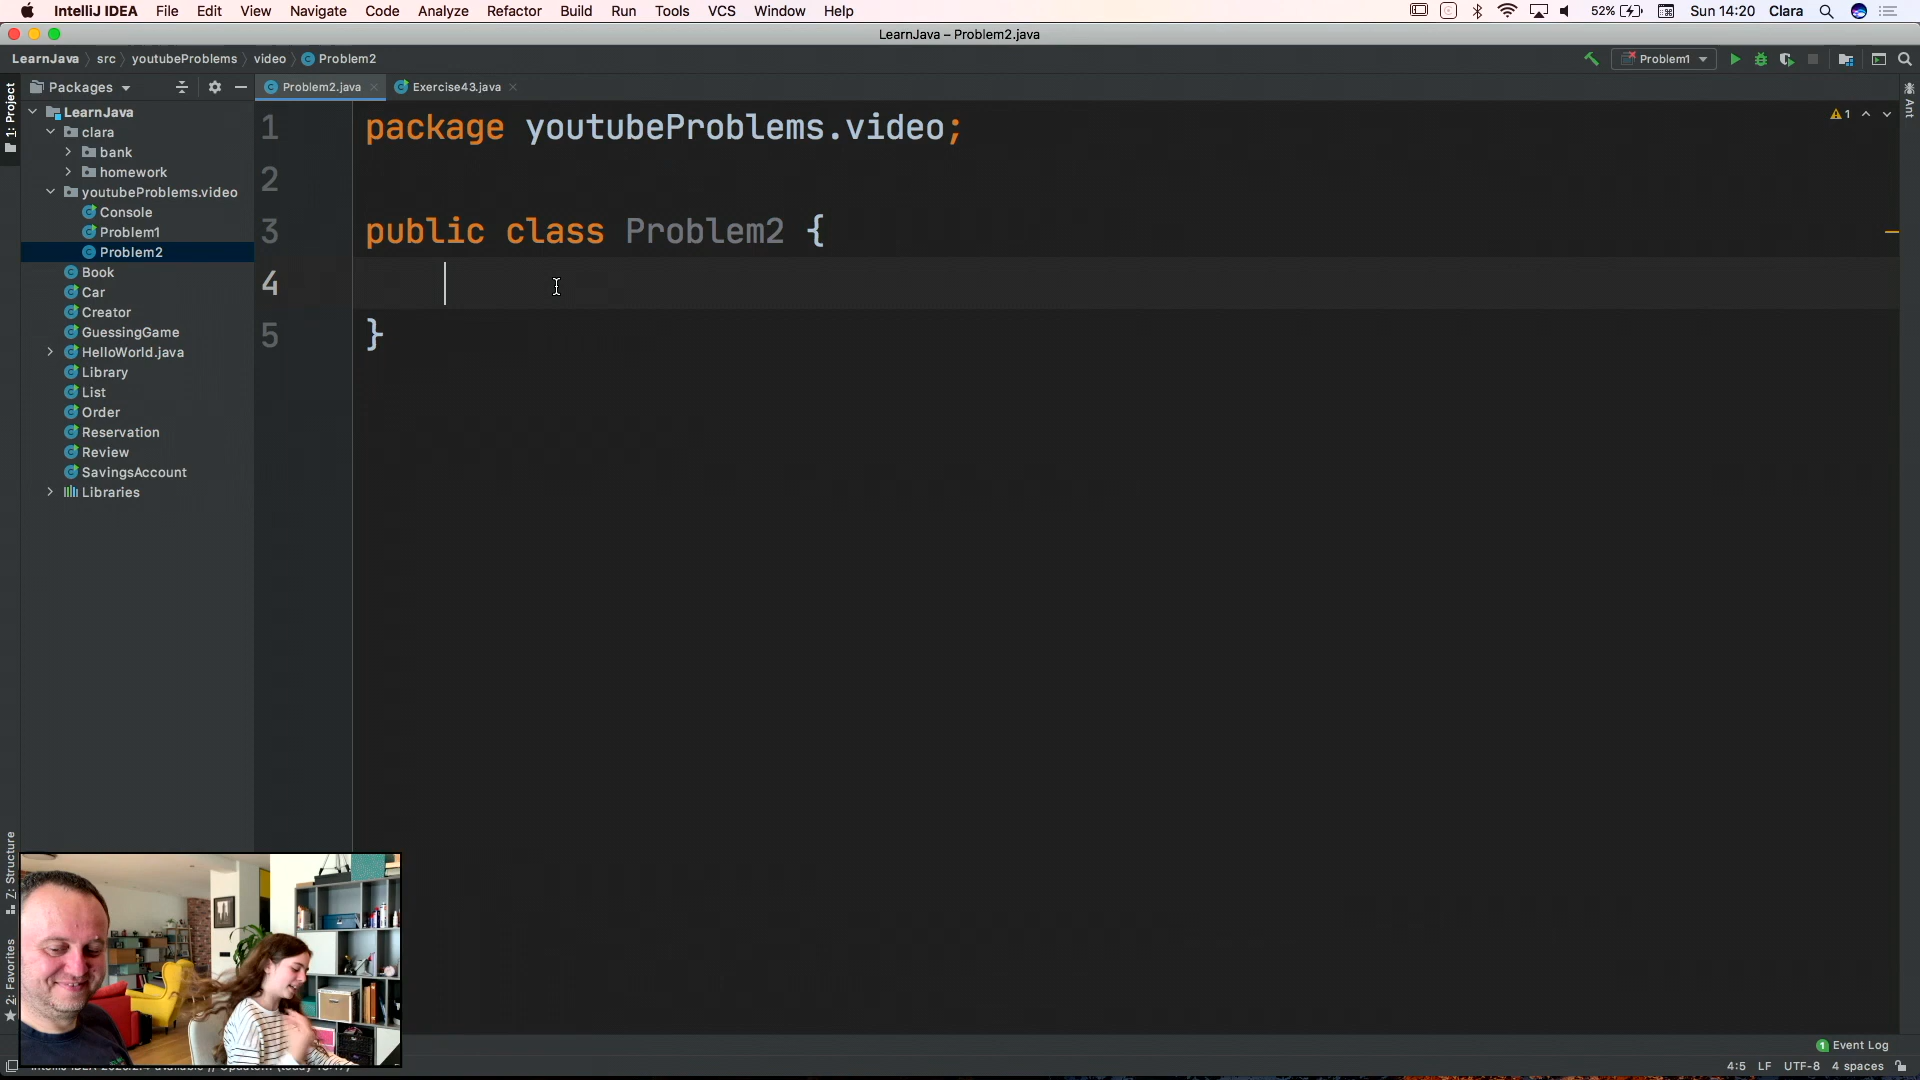 IntelliJ IDEA File Edit View Navigate Code Analyze Refactor Build Run Tools VCS Window Help 52% Sun 14:20 Clara
LearnJava – Problem2.java
LearnJava src youtubeProblems video Problem2 Problem1
Packages Problem2.java Exercise43.java
1: Project
Ant
LearnJava
clara
bank
homework
youtubeProblems.video
Console
Problem1
Problem2
Book
Car
Creator
GuessingGame
HelloWorld.java
Library
List
Order
Reservation
Review
SavingsAccount
Libraries
1 package youtubeProblems.video;
2
3 public class Problem2 {
4
5 }
1
Z: Structure
2: Favorites
1 Event Log
4:5 LF UTF-8 4 spaces